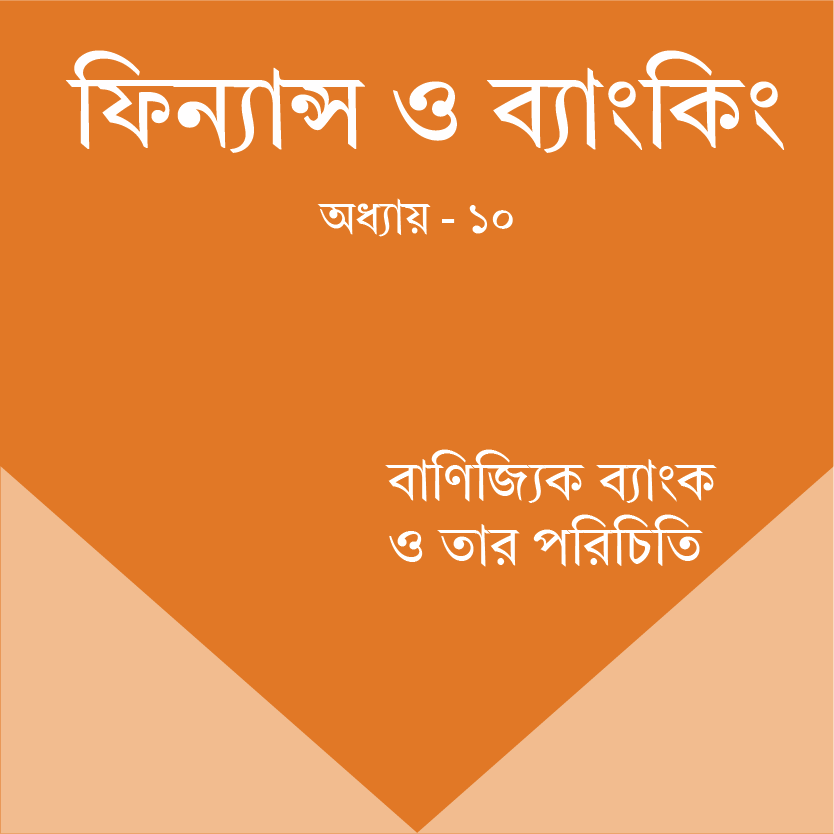 ফিন্যান্স ও ব্যাংকিং
অধ্যায় - ১০
বাণিজ্যিক ব্যাংক
ও তার পরিচিতি